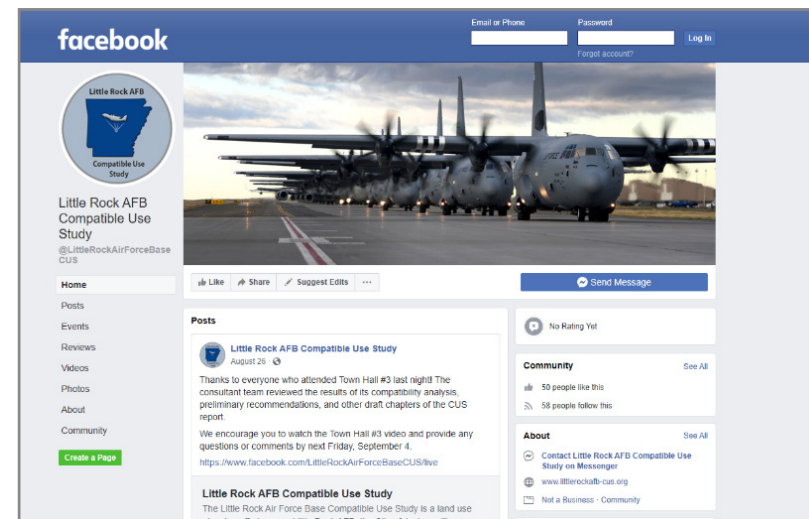 facebook
Email or Phone
Password
Log In
Forgot account?
Little Rock AFB
Compatible Use
Study
Little Rock AFB
Compatible Use
Study
@LittleRockAirForceBase
CUS
Home
Posts
Events
Reviews
Videos
Photos
About
Community
Create a Page
Like
Share
Suggest Edits
Send Message
Posts
Little Rock AFB Compatible Use Study
August 26 ·
Thanks to everyone who attended Town Hall #3 last night! The
consultant team reviewed the results of its compatibility analysis,
preliminary recommendations, and other draft chapters of the CUS
report.
We encourage you to watch the Town Hall #3 video and provide any
questions or comments by next Friday, September 4.
https://www.facebook.com/LittleRockAirForceBaseCUS/live
Little Rock AFB Compatible Use Study
The Little Rock Air Force Base Compatible Use Study is a land use
No Rating Yet
Community
See All
50 people like this
58 people follow this
About
See All
Contact Little Rock AFB Compatible Use
Study on Messenger
www.littlerockafb-cus.org
Not a Business · Community